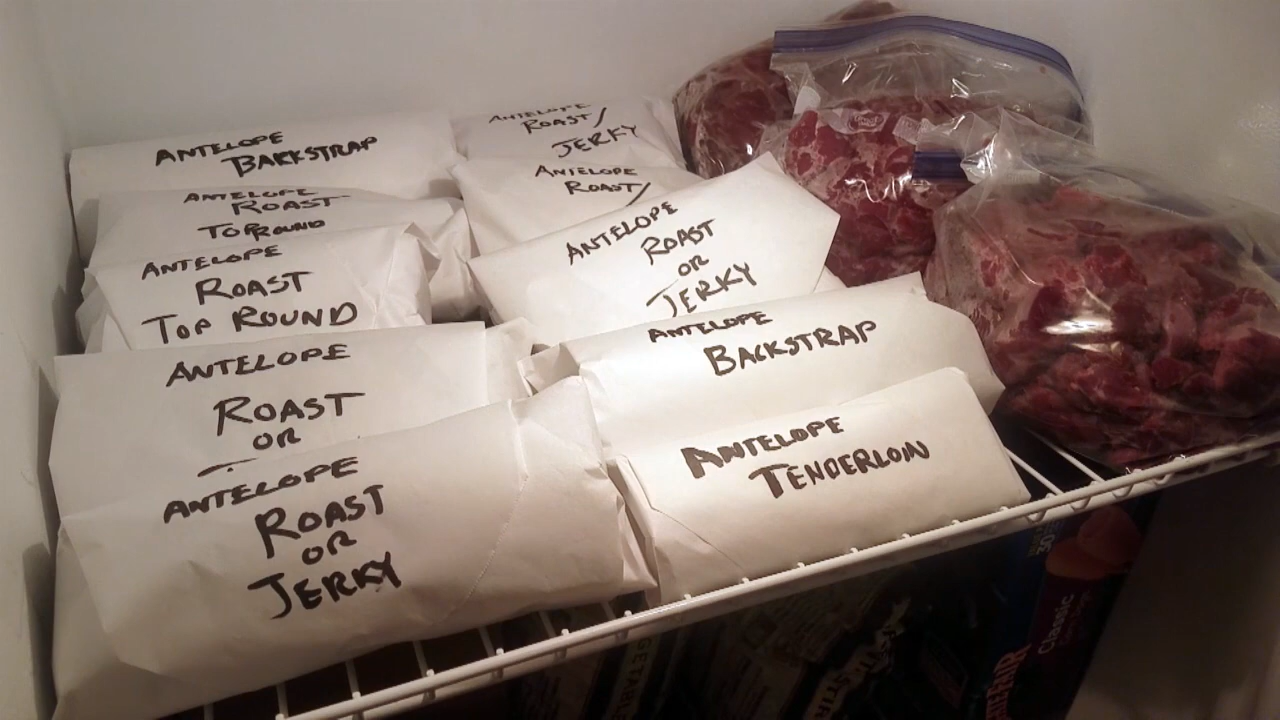 ANTELOPE
BACKSTRAP
ANTELOPE
ROAST
TOP ROUND
ANTELOPE
ROAST
TOP ROUND
ANTELOPE
ROAST
OR
ANTELOPE
ROAST
OR
JERKY
ANTELOPE
ROAST/
JERKY
ANTELOPE
ROAST/
ANTELOPE
ROAST
OR
JERKY
ANTELOPE
BACKSTRAP
ANTELOPE
TENDERLOIN
Classic